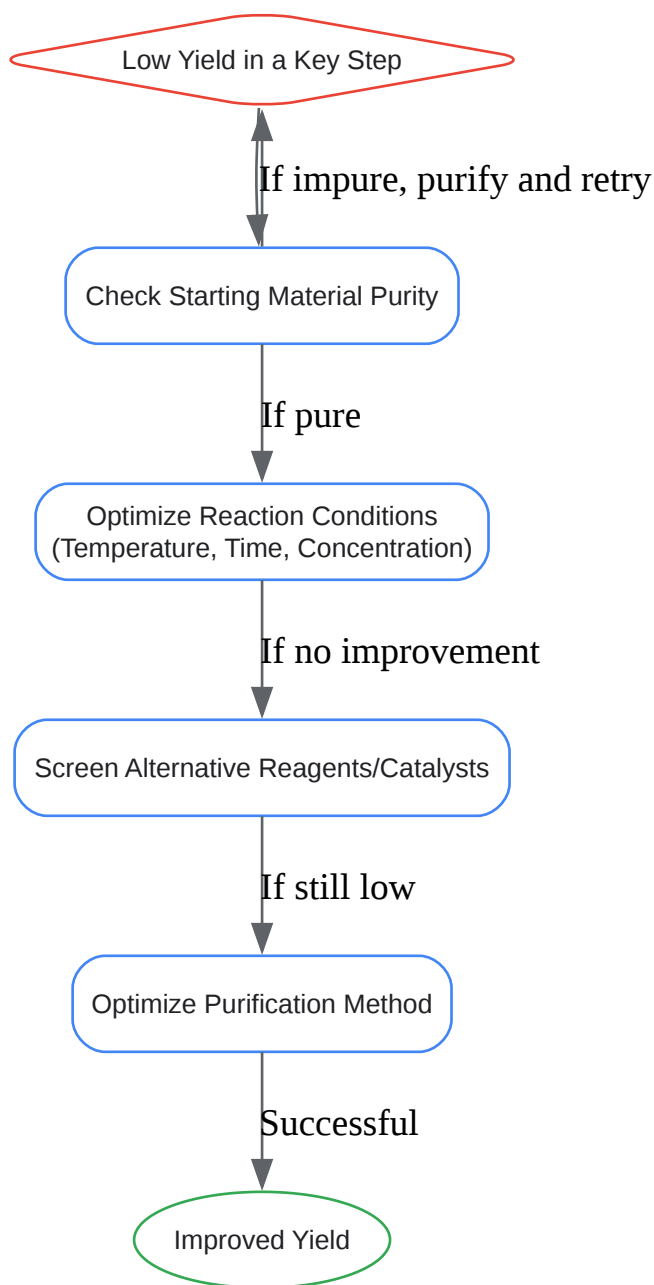 Low Yield in a Key Step
If impure, purify and retry
Check Starting Material Purity
If pure
Optimize Reaction Conditions
(Temperature, Time, Concentration)
If no improvement
Screen Alternative Reagents/Catalysts
If still low
Optimize Purification Method
Successful
Improved Yield